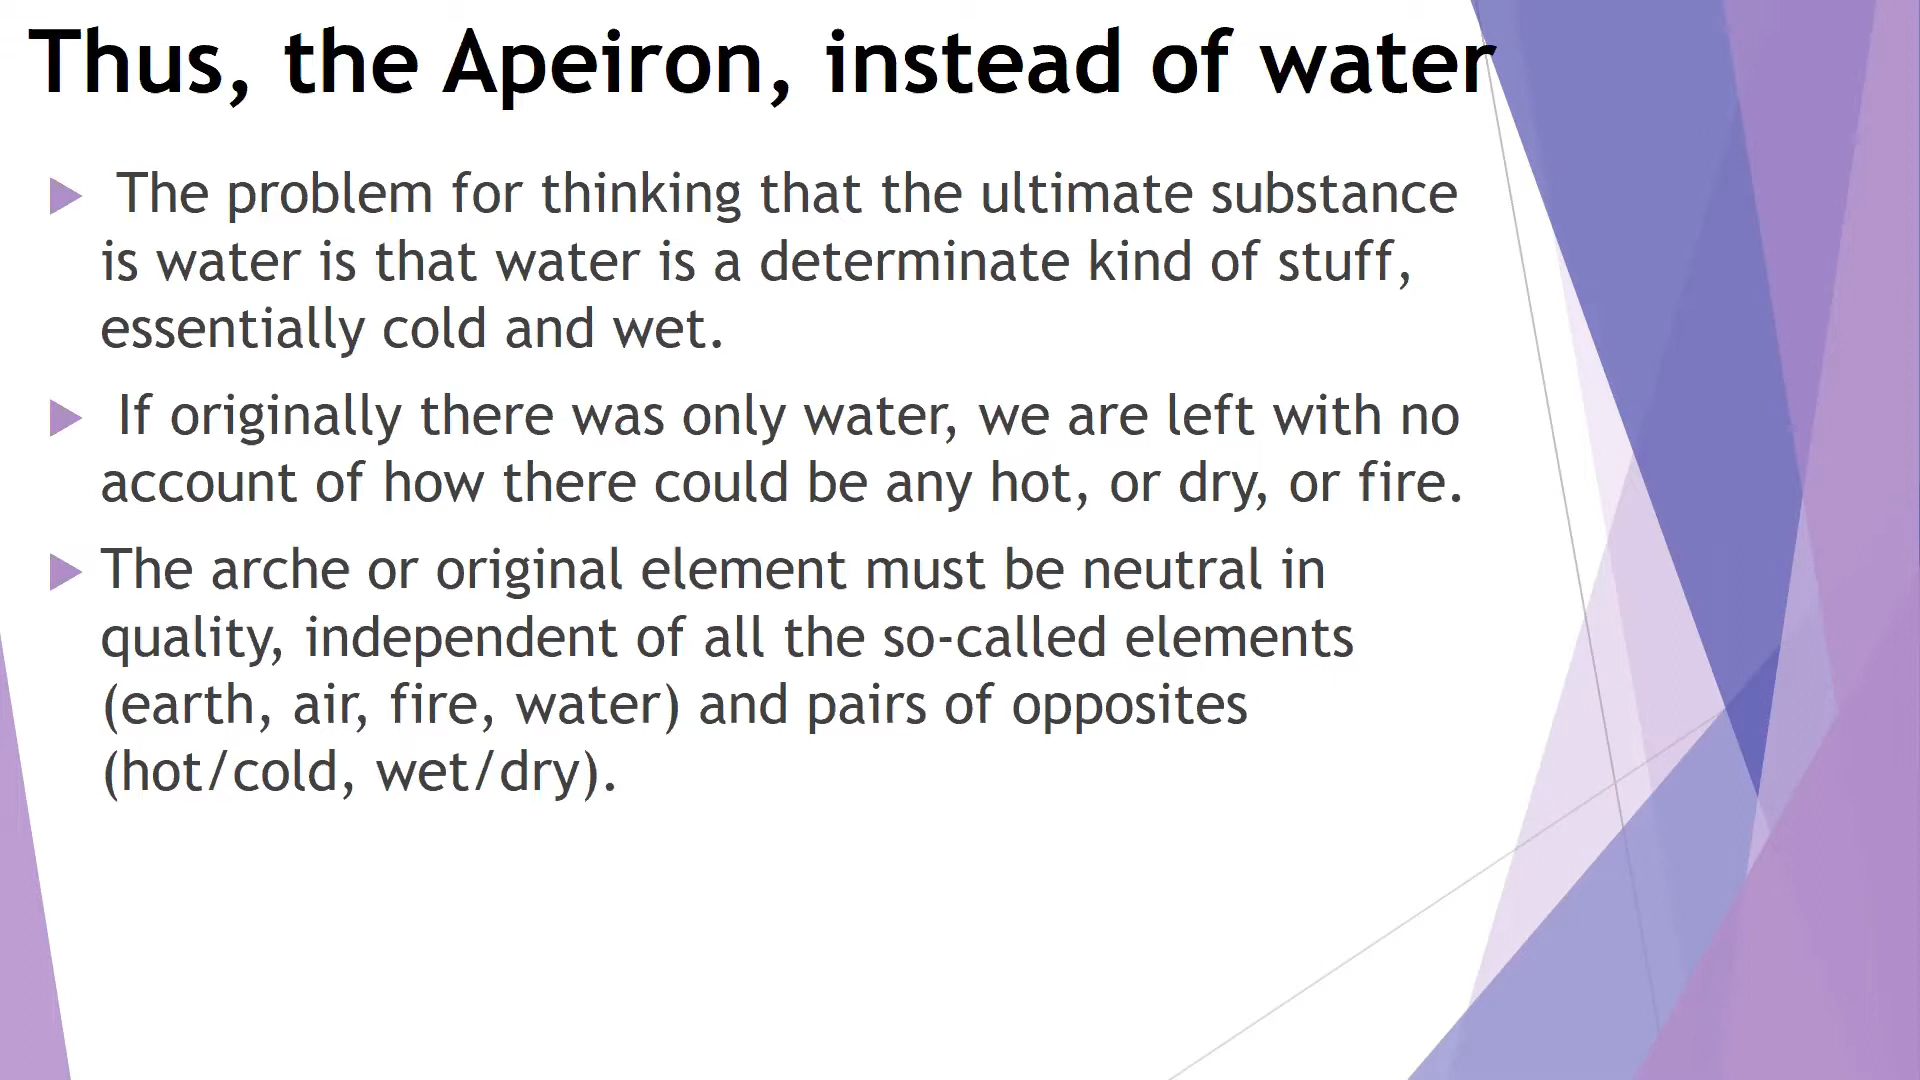 Thus, the Apeiron, instead of water
The problem for thinking that the ultimate substance
is water is that water is a determinate kind of stuff,
essentially cold and wet.
If originally there was only water, we are left with no
account of how there could be any hot, or dry, or fire.
The arche or original element must be neutral in
quality, independent of all the so-called elements
(earth, air, fire, water) and pairs of opposites
(hot/cold, wet/dry).